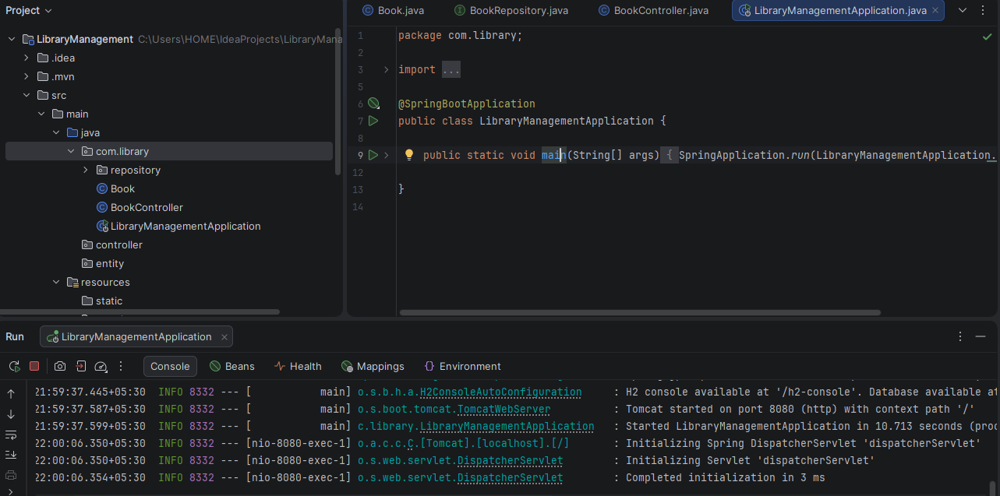 Project
Book.java
BookRepository.java
BookController.java
LibraryManagementApplication.java
LibraryManagement C:\Users\HOME\IdeaProjects\LibraryMana
.idea
.mvn
src
main
java
com.library
repository
Book
BookController
LibraryManagementApplication
controller
entity
resources
static
1 package com.library;
2
3 import ...
5
6 @SpringBootApplication
7 public class LibraryManagementApplication {
8
9 public static void main(String[] args) { SpringApplication.run(LibraryManagementApplication.
12
13 }
14
Run LibraryManagementApplication
Console Beans Health Mappings Environment
21:59:37.445+05:30 INFO 8332 --- [ main] o.s.b.h.a.H2ConsoleAutoConfiguration : H2 console available at '/h2-console'. Database available at
21:59:37.587+05:30 INFO 8332 --- [ main] o.s.boot.tomcat.TomcatWebServer : Tomcat started on port 8080 (http) with context path '/'
21:59:37.599+05:30 INFO 8332 --- [ main] c.library.LibraryManagementApplication : Started LibraryManagementApplication in 10.713 seconds (proc
22:00:06.350+05:30 INFO 8332 --- [nio-8080-exec-1] o.a.c.c.C.[Tomcat].[localhost].[/] : Initializing Spring DispatcherServlet 'dispatcherServlet'
22:00:06.350+05:30 INFO 8332 --- [nio-8080-exec-1] o.s.web.servlet.DispatcherServlet : Initializing Servlet 'dispatcherServlet'
22:00:06.354+05:30 INFO 8332 --- [nio-8080-exec-1] o.s.web.servlet.DispatcherServlet : Completed initialization in 3 ms